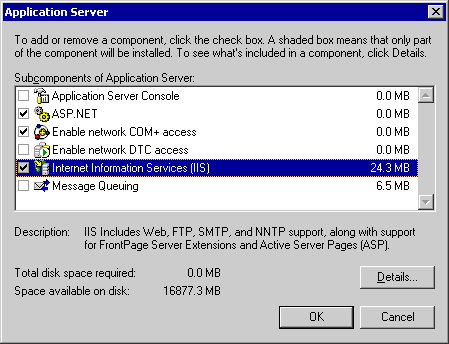 Application Server
To add or remove a component, click the check box. A shaded box means that only part
of the component will be installed. To see what's included in a component, click Details.
Subcomponents of Application Server:
Application Server Console 0.0 MB
ASP.NET 0.0 MB
Enable network COM+ access 0.0 MB
Enable network DTC access 0.0 MB
Internet Information Services (IIS) 24.3 MB
Message Queuing 6.5 MB
Description: IIS Includes Web, FTP, SMTP, and NNTP support, along with support
for FrontPage Server Extensions and Active Server Pages (ASP).
Total disk space required: 0.0 MB
Space available on disk: 16877.3 MB
Details...
OK Cancel